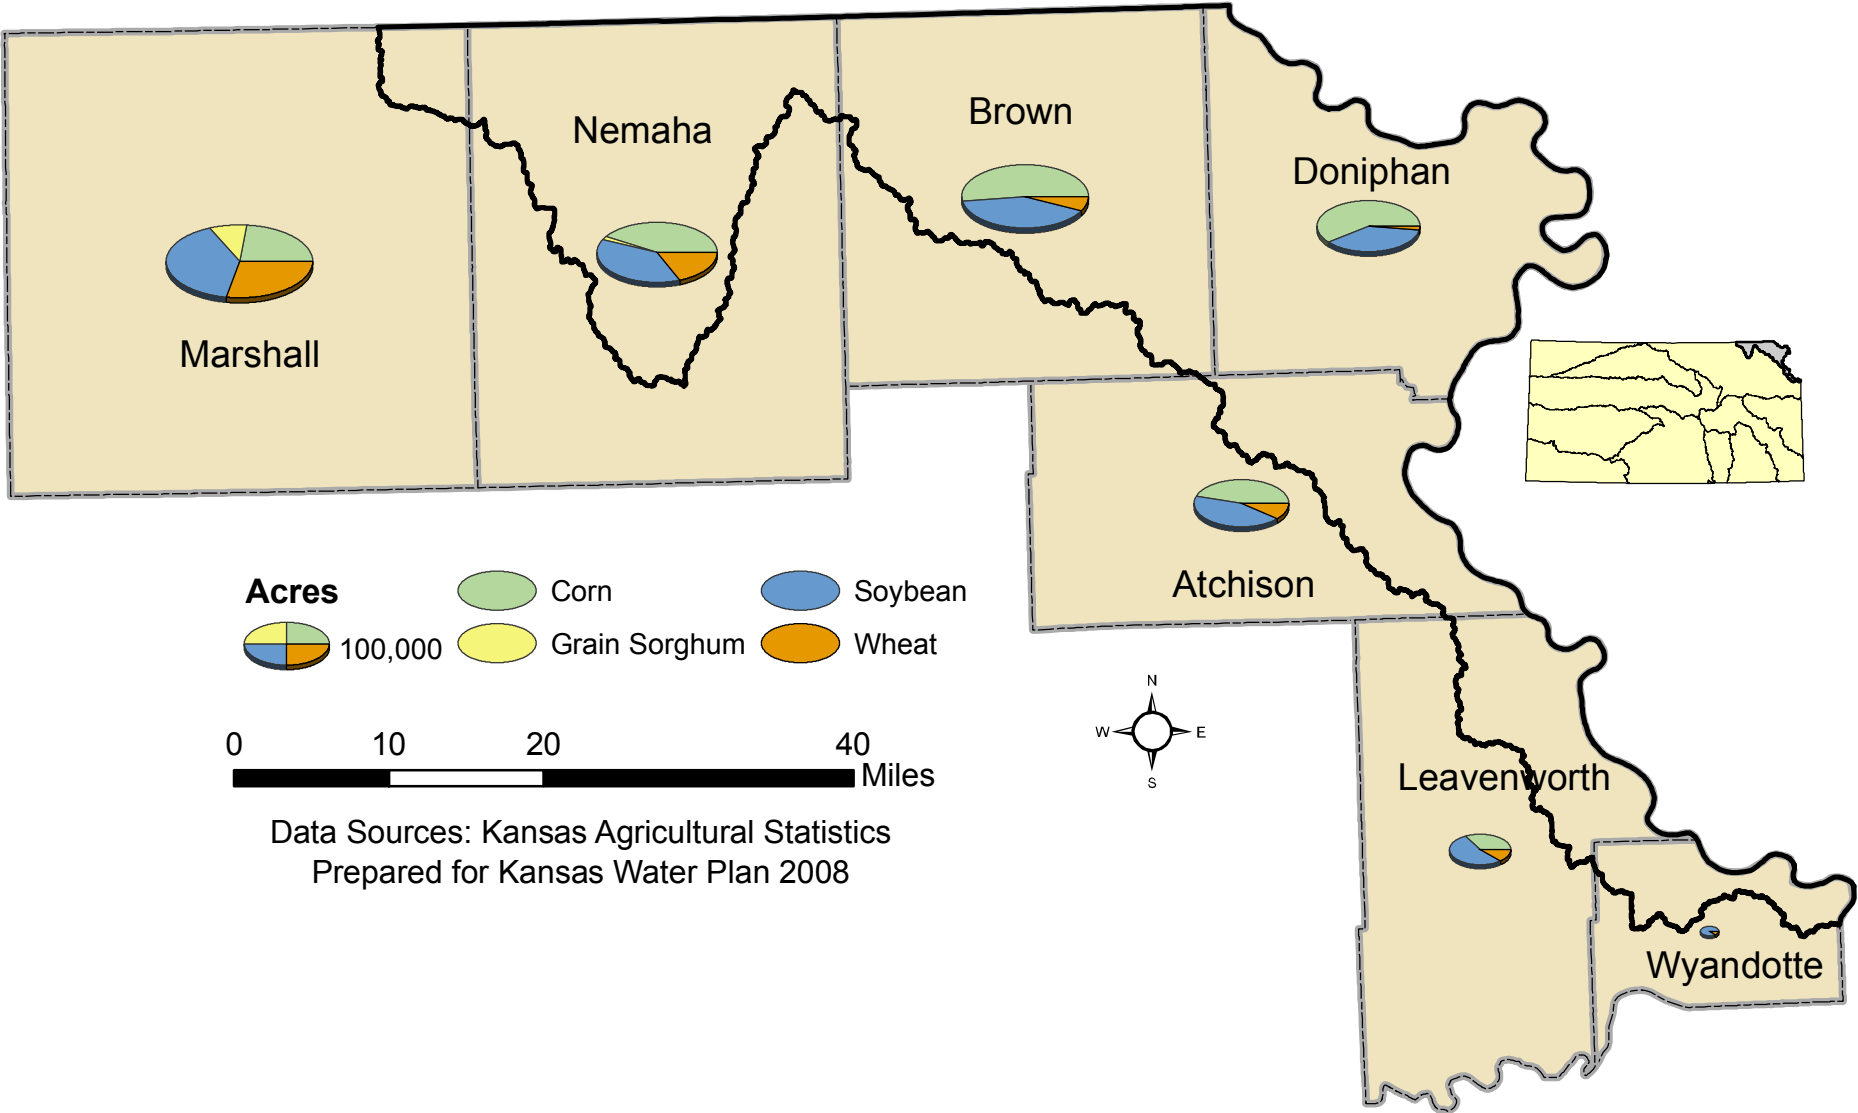 Brown
Nemaha
Doniphan
Marshall
Atchison
Acres
Corn
Soybean
100,000
Grain Sorghum
Wheat
N
W
E
S
0
10
20
40
Miles
Leavenworth
Data Sources: Kansas Agricultural Statistics
Prepared for Kansas Water Plan 2008
Wyandotte